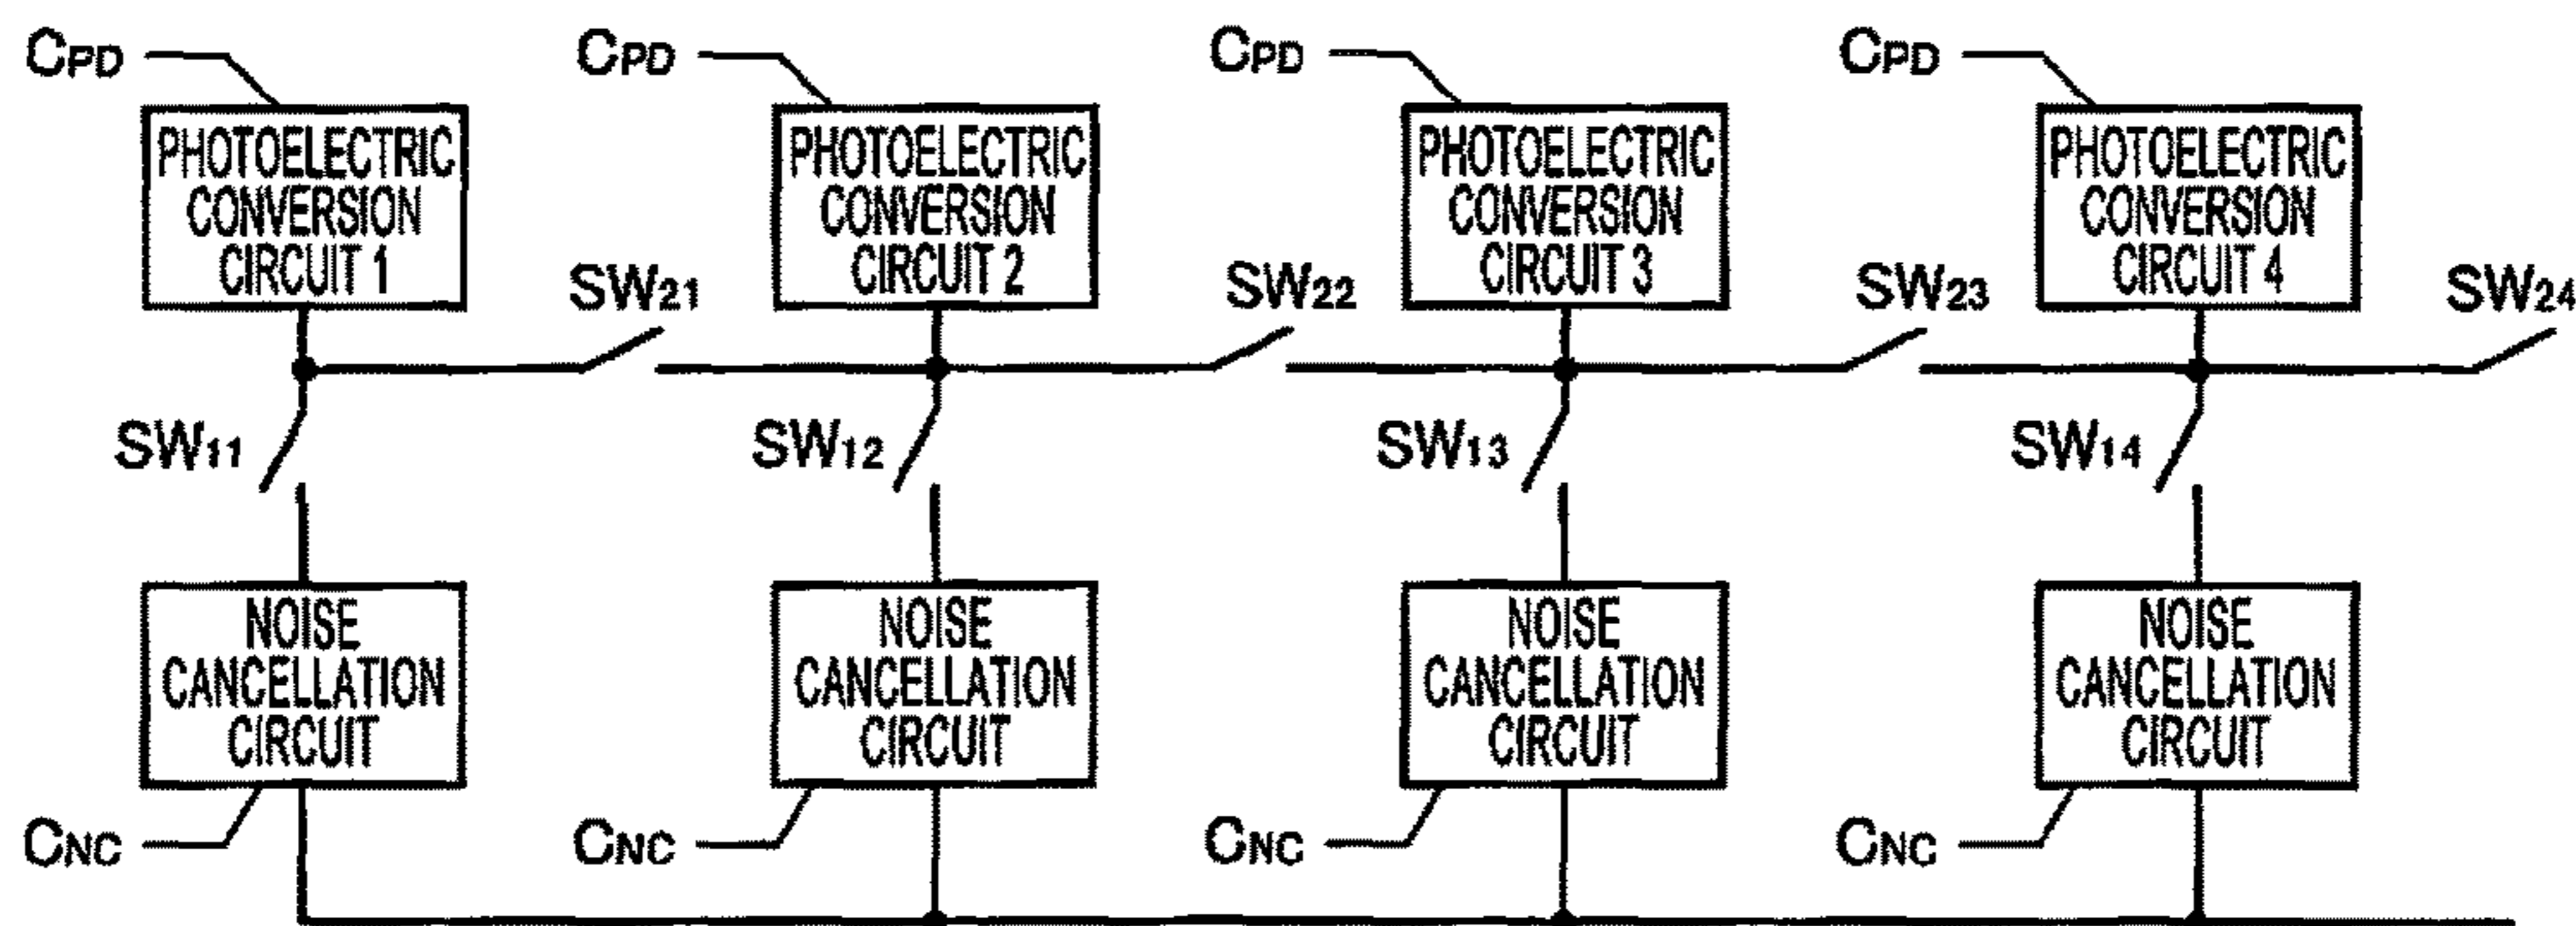 CPD CPD CPD CPD
PHOTOELECTRIC
CONVERSION
CIRCUIT 1
PHOTOELECTRIC
CONVERSION
CIRCUIT 2
PHOTOELECTRIC
CONVERSION
CIRCUIT 3
PHOTOELECTRIC
CONVERSION
CIRCUIT 4
SW21 SW22 SW23 SW24
SW11 SW12 SW13 SW14
NOISE
CANCELLATION
CIRCUIT
NOISE
CANCELLATION
CIRCUIT
NOISE
CANCELLATION
CIRCUIT
NOISE
CANCELLATION
CIRCUIT
CNC CNC CNC CNC